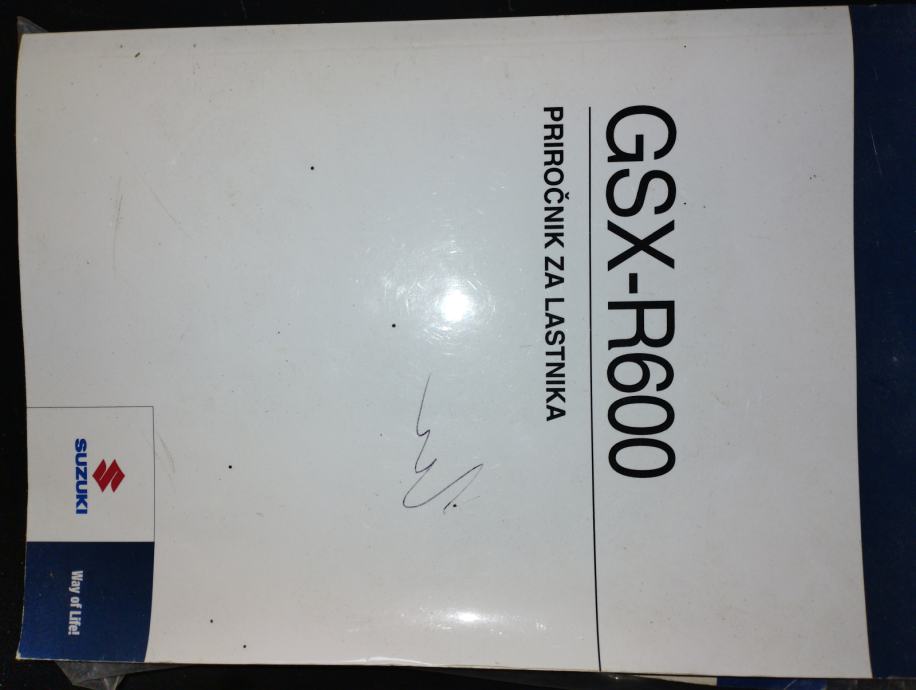 GSX-R600
PRIROČNIK ZA LASTNIKA
SUZUKI
Way of Life!